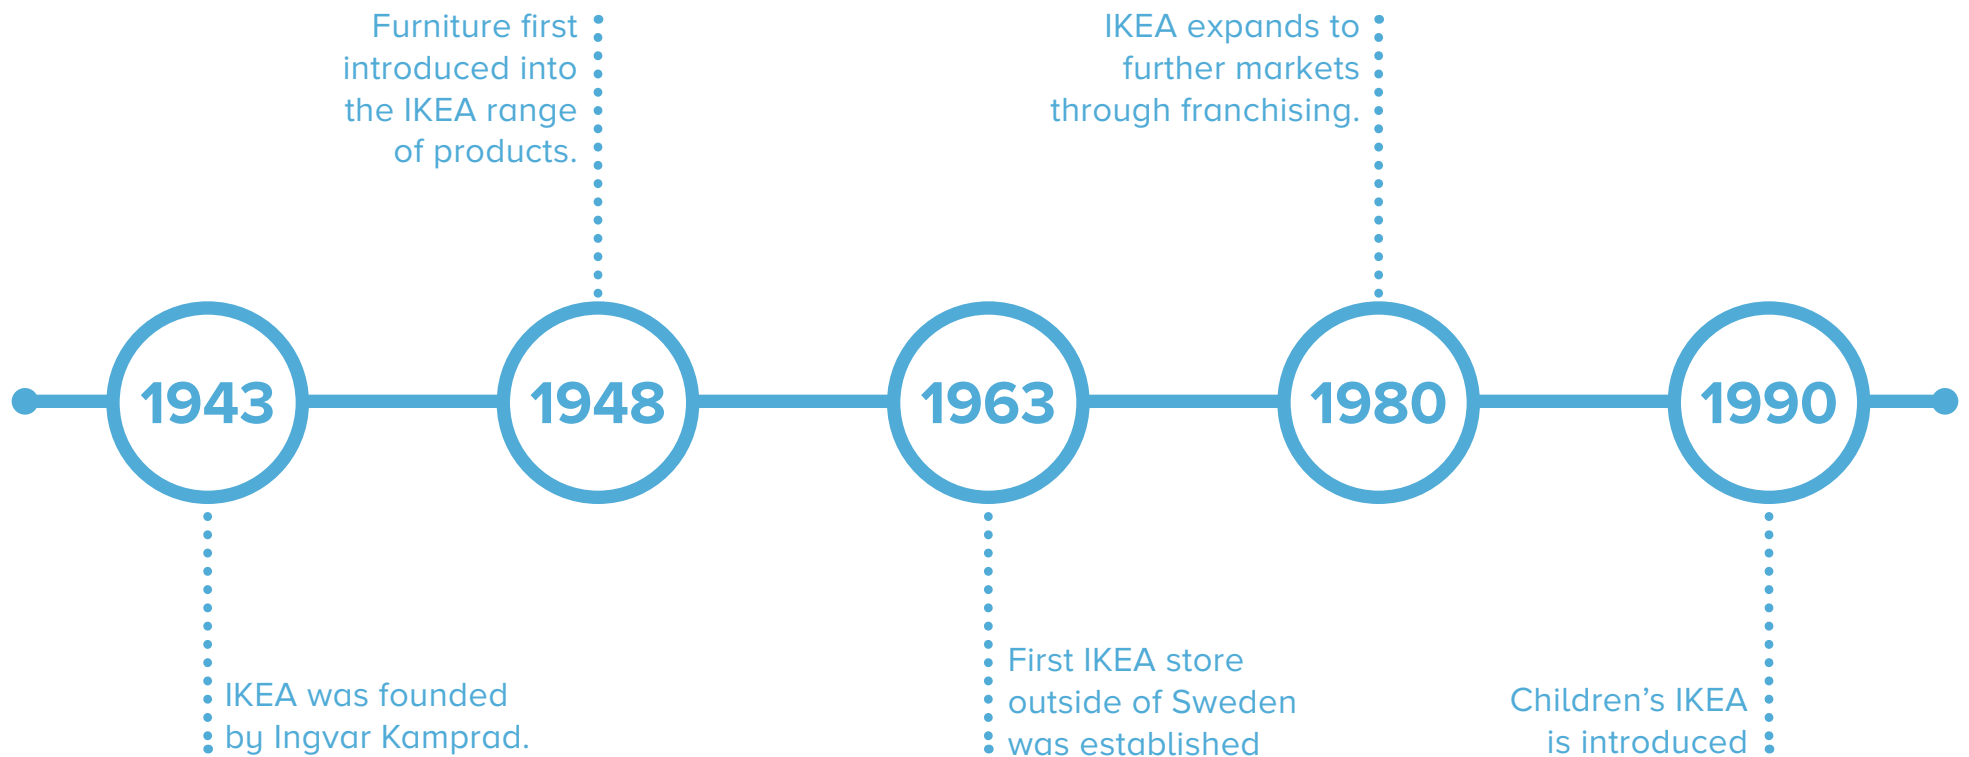 Furniture first
introduced into
the IKEA range
of products.
IKEA expands to
further markets
through franchising.
1943
1948
1963
1980
1990
IKEA was founded
by Ingvar Kamprad.
First IKEA store
outside of Sweden
was established
Children’s IKEA
is introduced